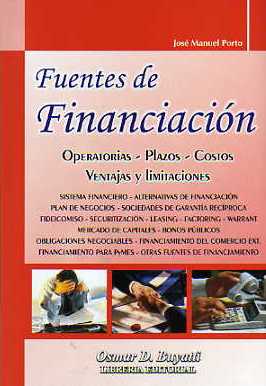 José Manuel Porto
Fuentes de
Financiación
OPERATORIAS - PLAZOS - COSTOS
VENTAJAS Y LIMITACIONES
SISTEMA FINANCIERO - ALTERNATIVAS DE FINANCIACIÓN
PLAN DE NEGOCIOS - SOCIEDADES DE GARANTÍA RECÍPROCA
FIDEICOMISO - SECURITIZACIÓN - LEASING - FACTORING - WARRANT
MERCADO DE CAPITALES - BONOS PÚBLICOS
OBLIGACIONES NEGOCIABLES - FINANCIAMIENTO DEL COMERCIO EXT.
FINANCIAMIENTO PARA PyMES - OTRAS FUENTES DE FINANCIAMIENTO
Osmar D. Buyatti
LIBRERIA EDITORIAL